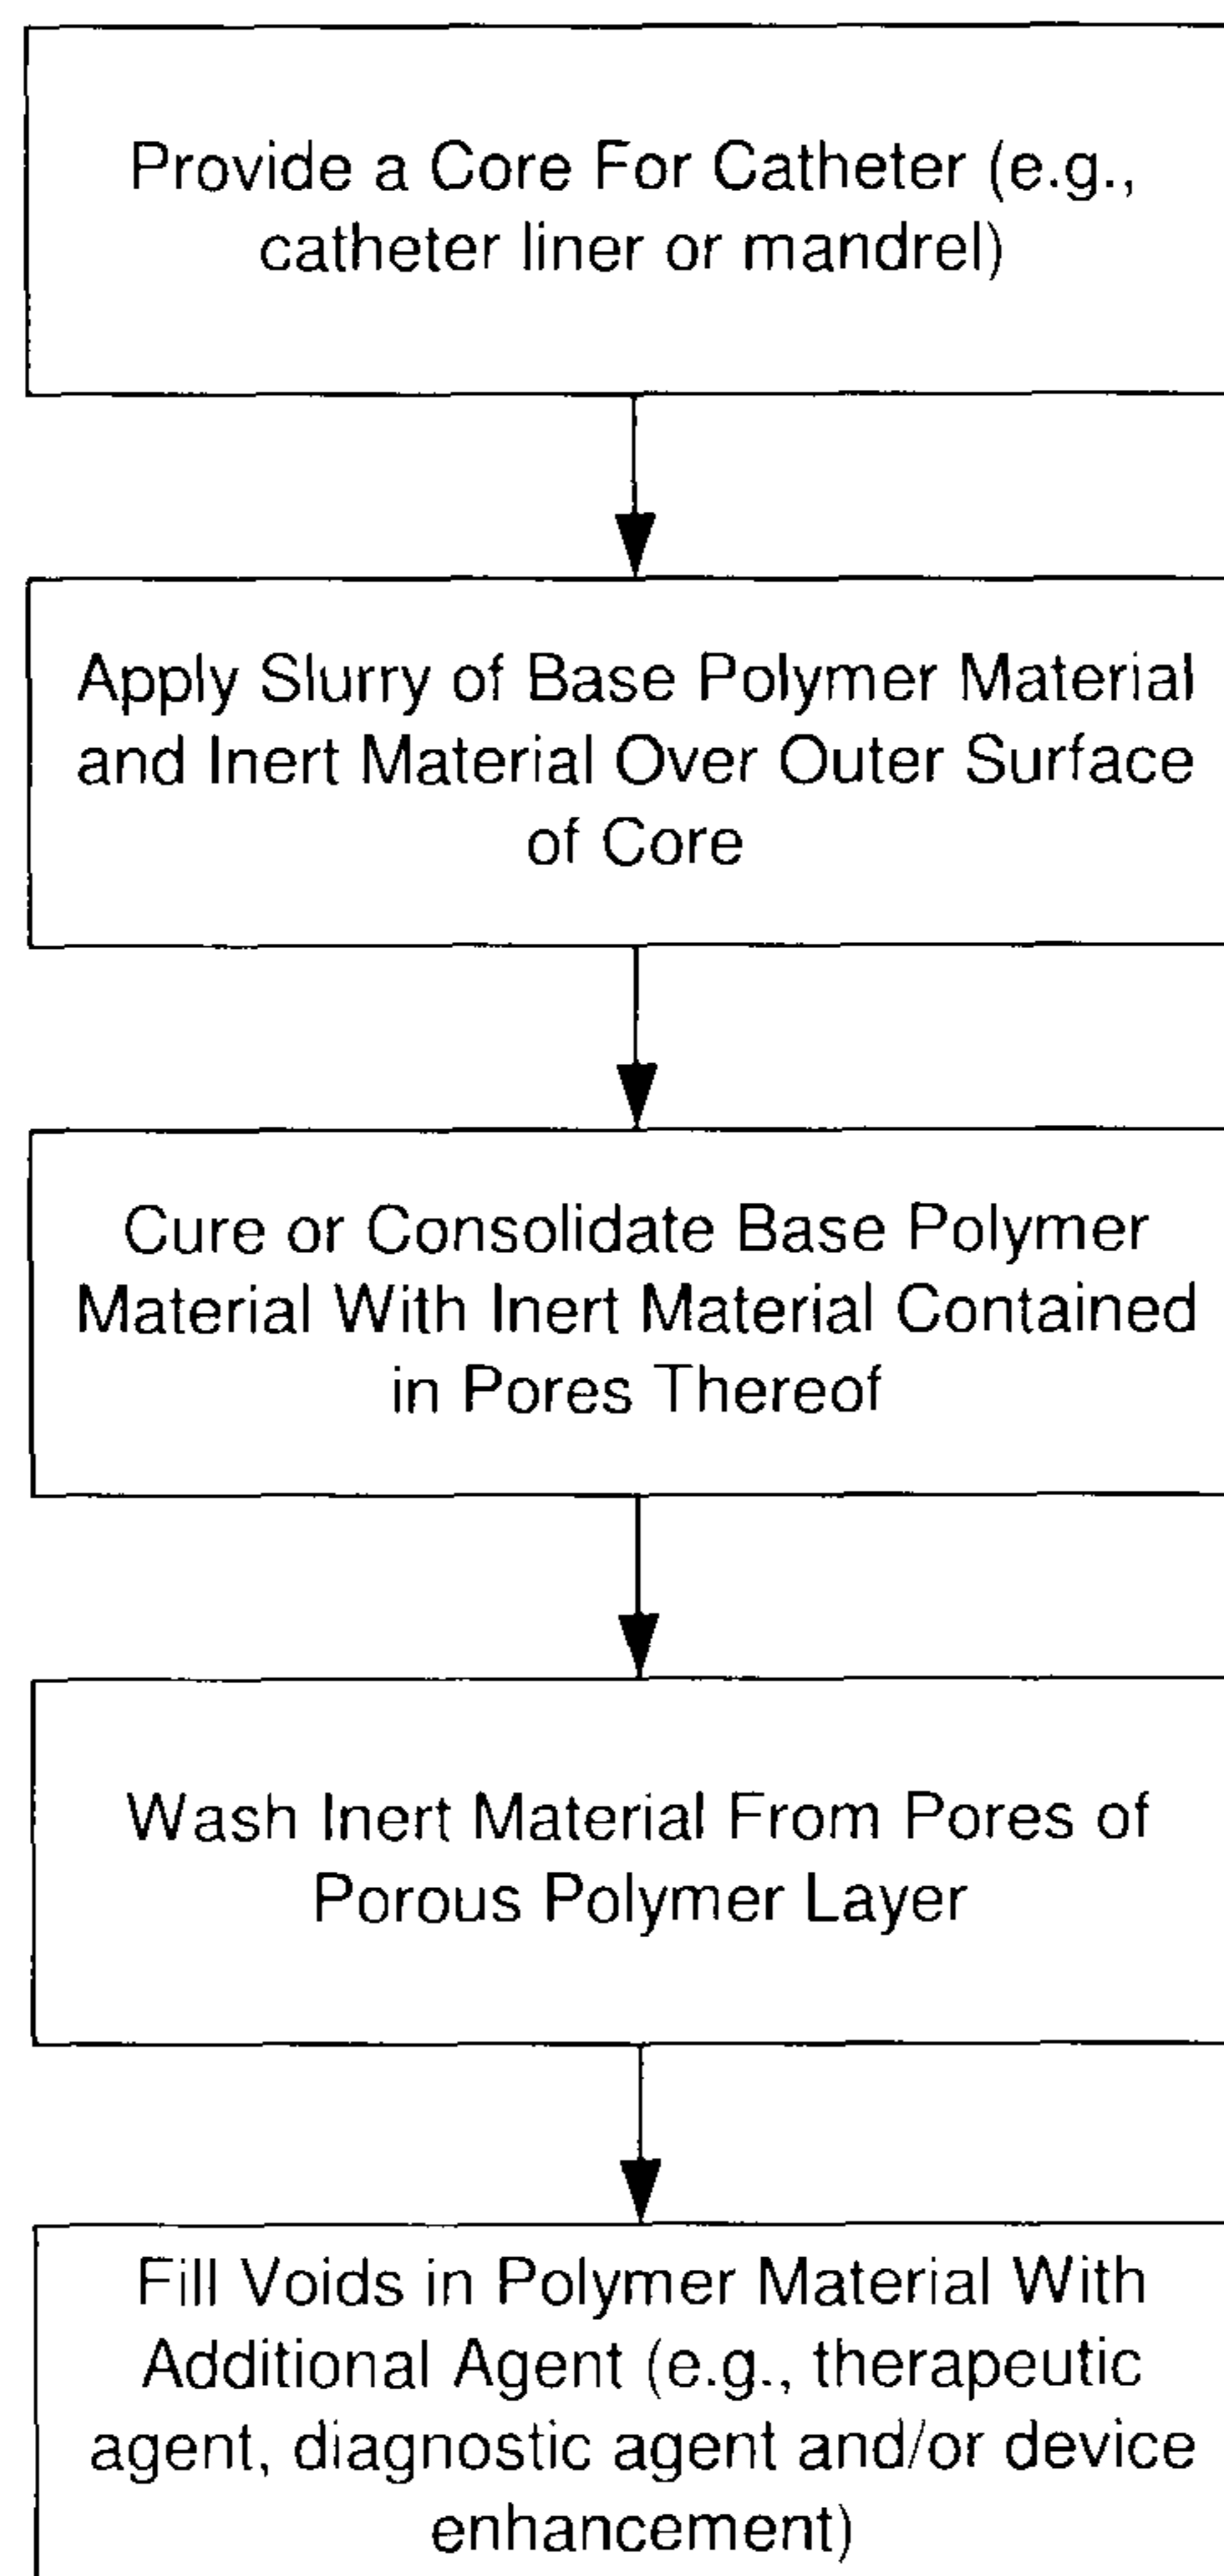 Provide a Core For Catheter (e.g.,
catheter liner or mandrel)
Apply Slurry of Base Polymer Material
and Inert Material Over Outer Surface
of Core
Cure or Consolidate Base Polymer
Material With Inert Material Contained
in Pores Thereof
Wash Inert Material From Pores of
Porous Polymer Layer
Fill Voids in Polymer Material With
Additional Agent (e.g., therapeutic
agent, diagnostic agent and/or device
enhancement)